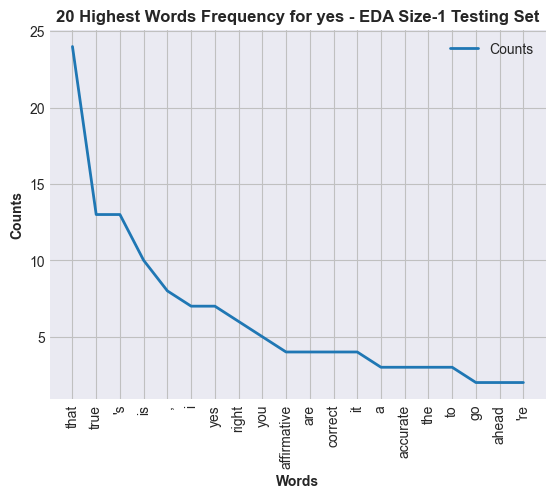 20 Highest Words Frequency for yes - EDA Size-1 Testing Set
Counts
25
20
15
10
5
Counts
that
true
's
is
,
i
yes
right
you
affirmative
are
correct
it
a
accurate
the
to
go
ahead
're
Words